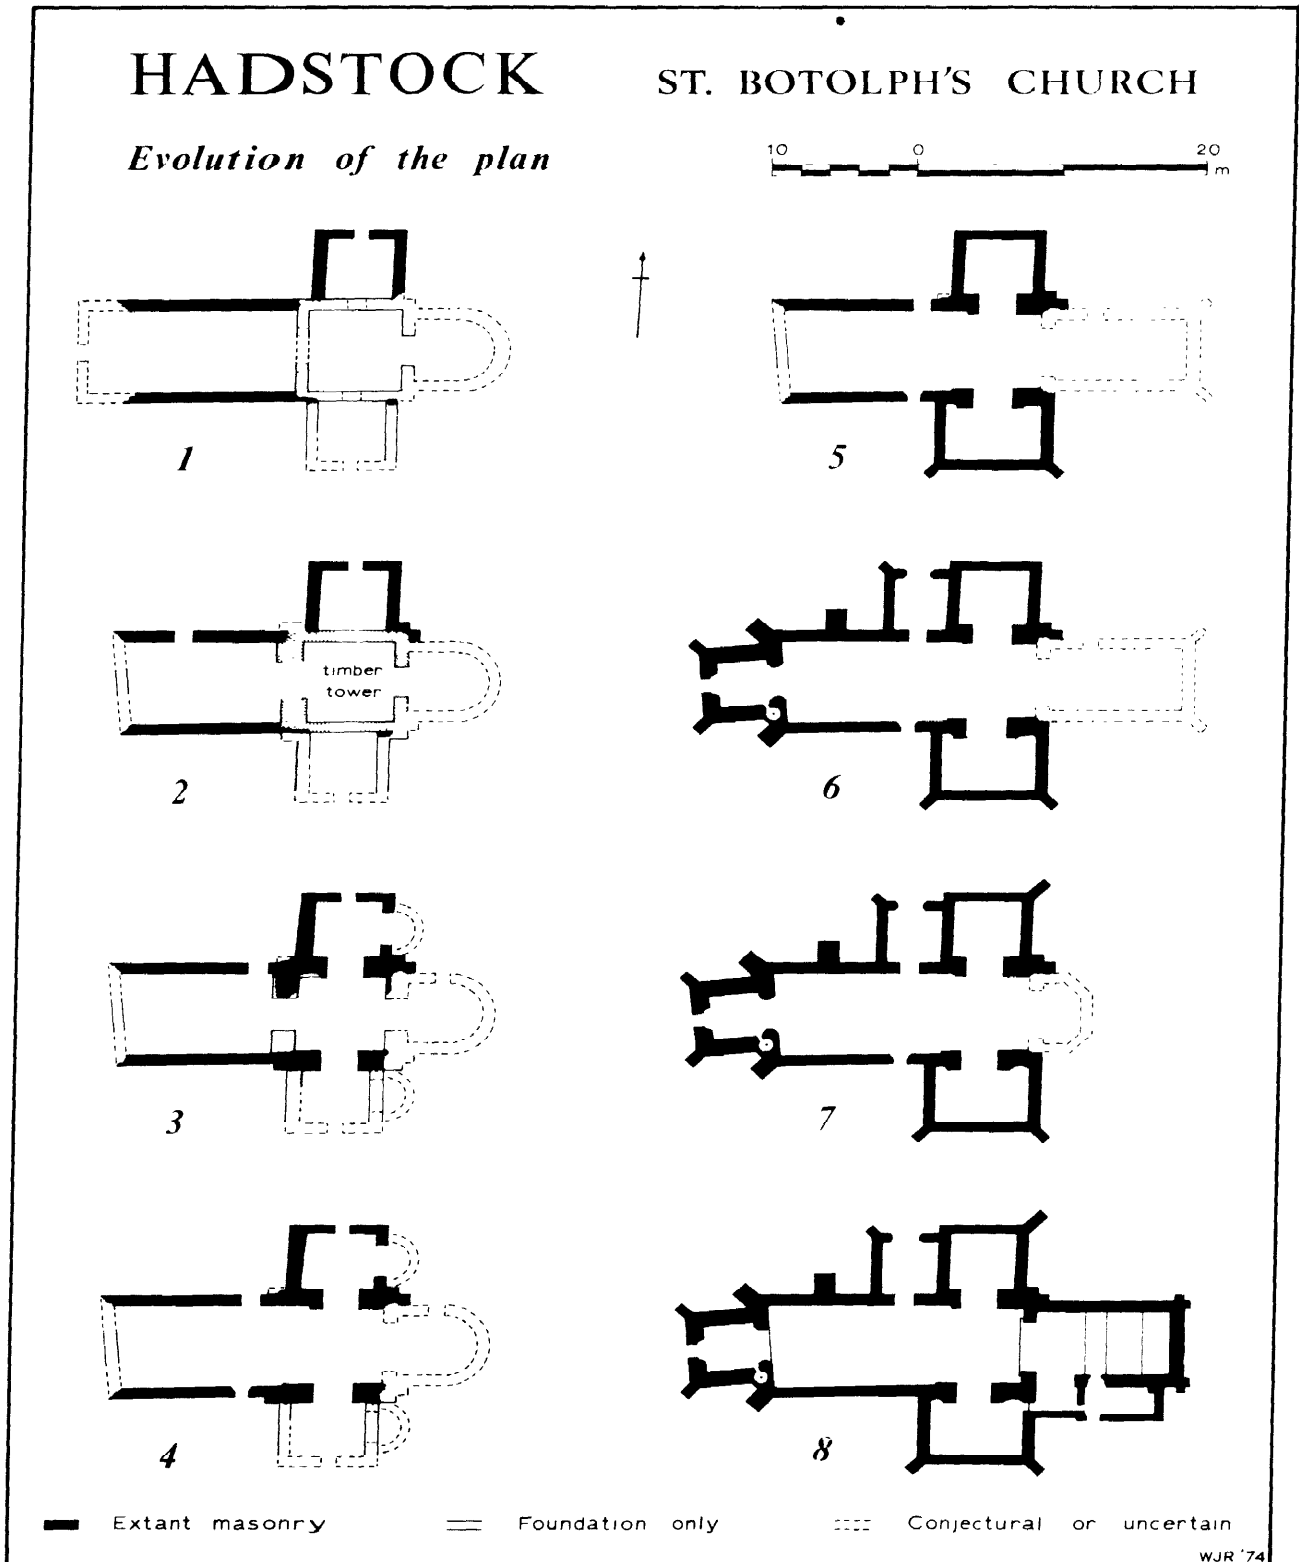 HADSTOCK ST. BOTOLPH'S CHURCH
Evolution of the plan
10 0 20 m
1
5
timber
tower
2
6
3
7
4
8
Extant masonry Foundation only Conjectural or uncertain
WJR '74